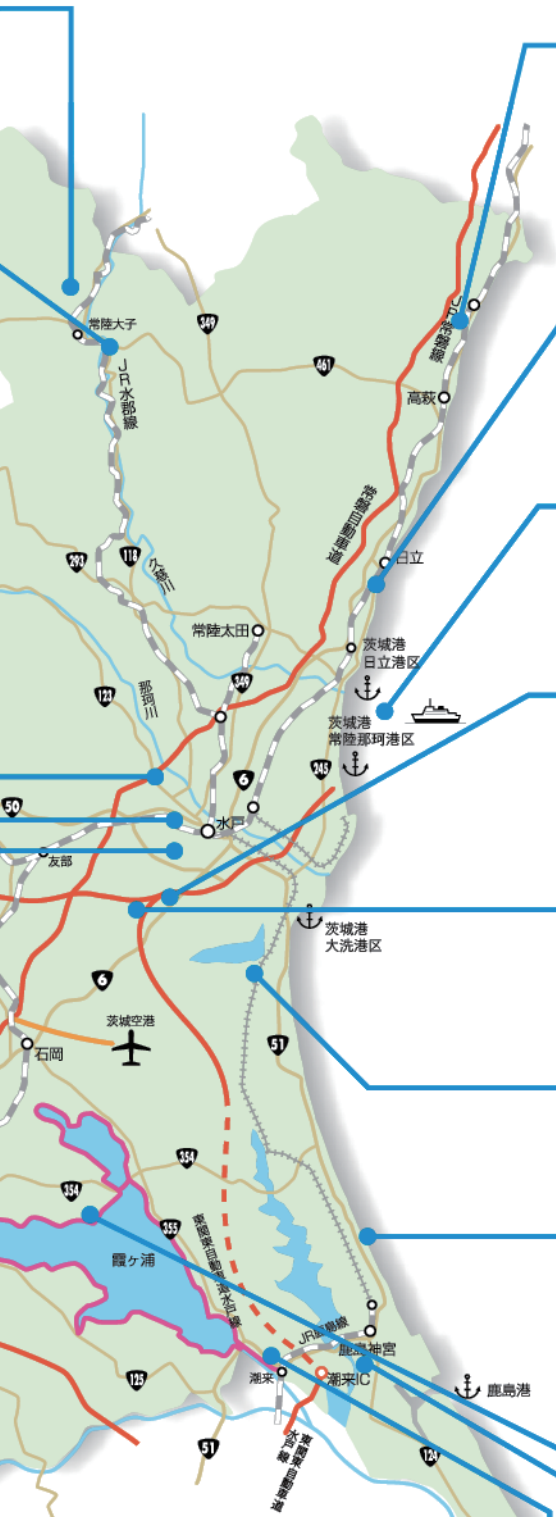 常陸大子
349
JR常磐線
461
JR水郡線
高萩
常磐自動車道
293
118
久慈川
日立
常陸太田
茨城港
日立港区
349
那珂川
123
茨城港
常陸那珂港区
245
6
50
水戸
友部
茨城港
大洗港区
6
茨城空港
石岡
51
354
354
355
東関東自動車道水戸線
霞ヶ浦
JR鹿島線
鹿島神宮
潮来
潮来IC
125
鹿島港
51
東関東自動車道
水戸線
124